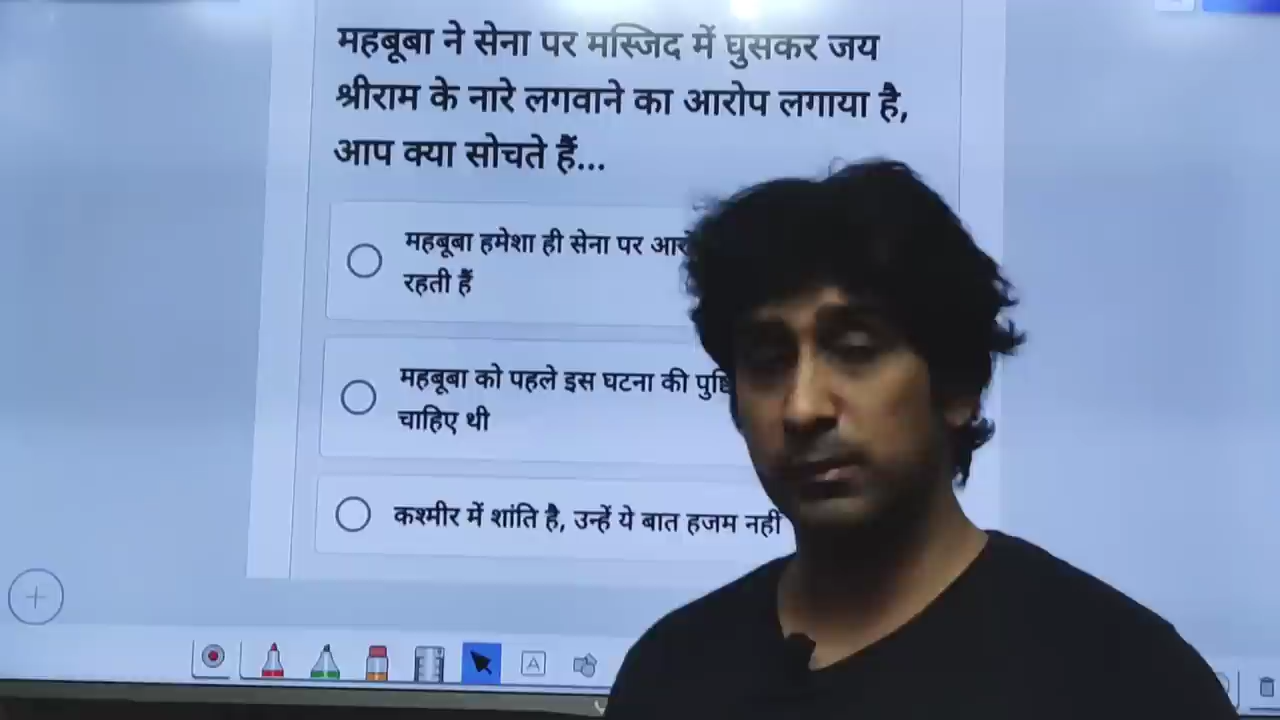 महबूबा ने सेना पर मस्जिद में घुसकर जय
श्रीराम के नारे लगवाने का आरोप लगाया है,
आप क्या सोचते हैं...
महबूबा हमेशा ही सेना पर
रहती हैं
महबूबा को पहले इस घटना की
चाहिए थी
कश्मीर में शांति है, उन्हें ये बात हजम नहीं
A